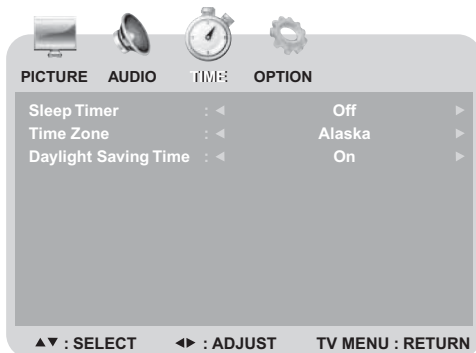 PICTURE AUDIO TIME OPTION
Sleep Timer : ◀ Off ▶
Time Zone : ◀ Alaska ▶
Daylight Saving Time : ◀ On ▶
▲▼ : SELECT ◀▶ : ADJUST TV MENU : RETURN